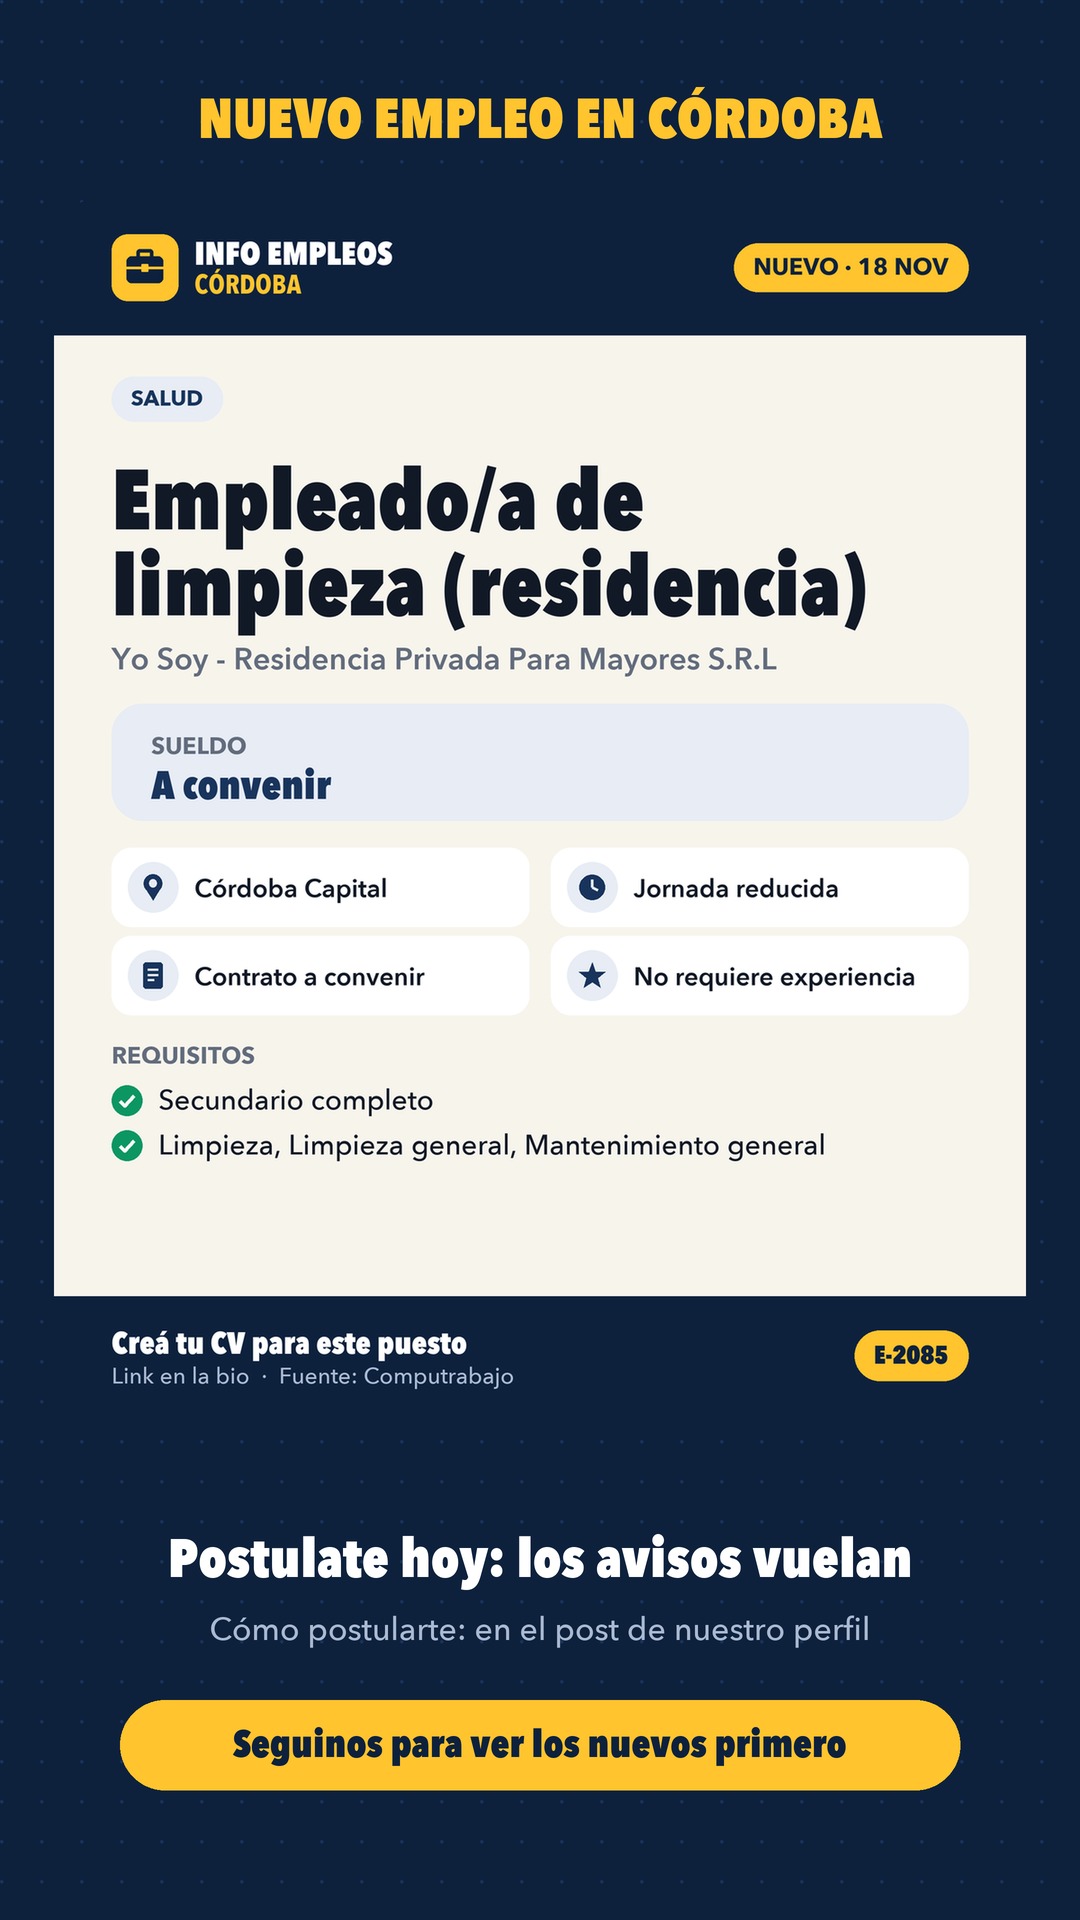 NUEVO EMPLEO EN CÓRDOBA
INFO EMPLEOS
CÓRDOBA
NUEVO · 18 NOV
SALUD
Empleado/a de
limpieza (residencia)
Yo Soy - Residencia Privada Para Mayores S.R.L
SUELDO
A convenir
Córdoba Capital
Jornada reducida
Contrato a convenir
No requiere experiencia
REQUISITOS
Secundario completo
Limpieza, Limpieza general, Mantenimiento general
Creá tu CV para este puesto
Link en la bio · Fuente: Computrabajo
E-2085
Postulate hoy: los avisos vuelan
Cómo postularte: en el post de nuestro perfil
Seguinos para ver los nuevos primero